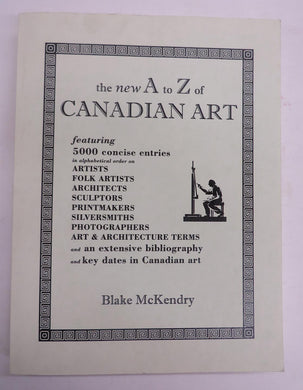 the new A to Z of
CANADIAN ART
featuring
5000 concise entries
in alphabetical order on
ARTISTS
FOLK ARTISTS
ARCHITECTS
SCULPTORS
PRINTMAKERS
SILVERSMITHS
PHOTOGRAPHERS
ART & ARCHITECTURE TERMS
and an extensive bibliography
and key dates in Canadian art
Blake McKendry